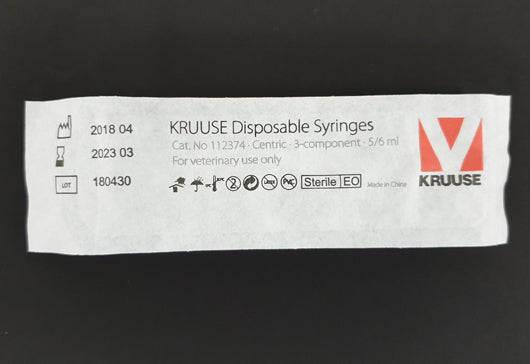 2018 04
2023 03
LOT 180430
KRUUSE Disposable Syringes
Cat. No 112374 · Centric · 3-component · 5/6 ml
For veterinary use only
PVC Sterile EO Made in China
KRUUSE